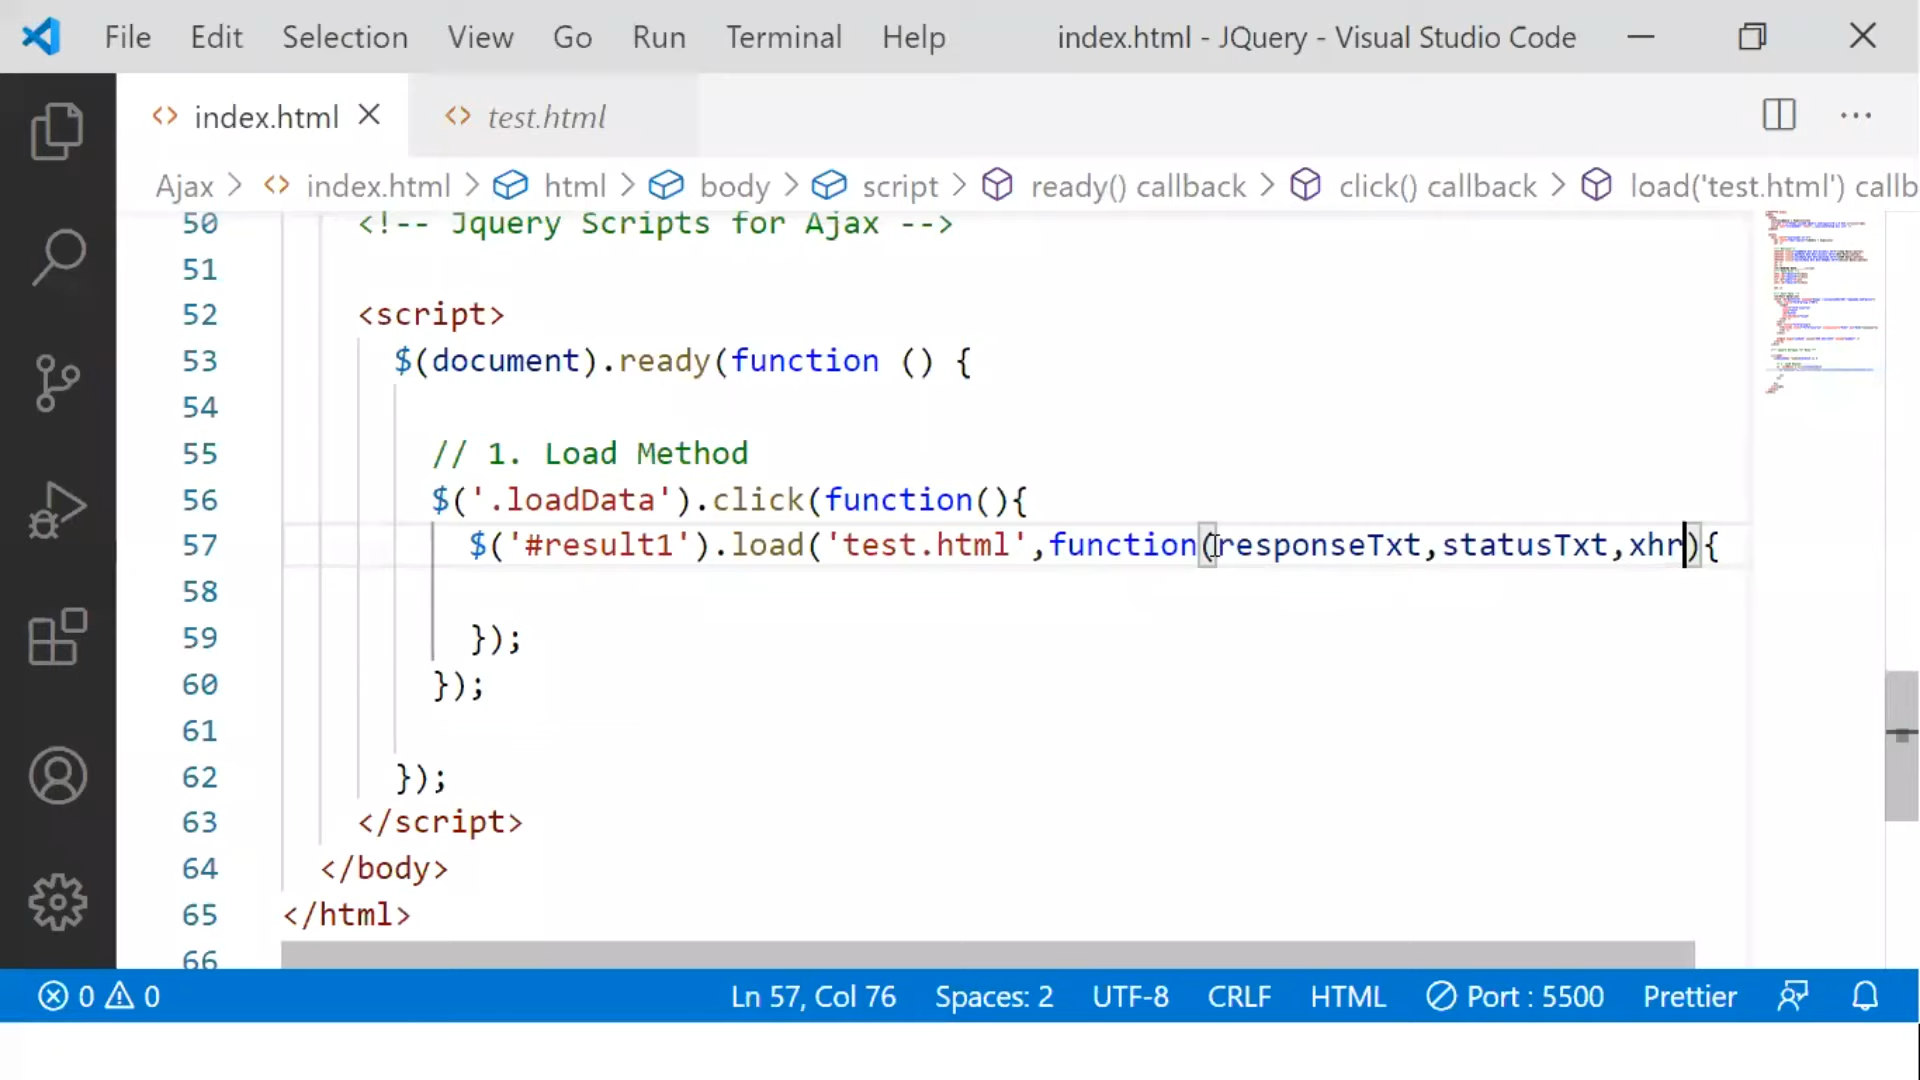 File Edit Selection View Go Run Terminal Help index.html - JQuery - Visual Studio Code
index.html test.html
Ajax > index.html > html > body > script > ready() callback > click() callback > load('test.html') callb
50 <!-- Jquery Scripts for Ajax -->
51
52 <script>
53 $(document).ready(function () {
54
55 // 1. Load Method
56 $('.loadData').click(function(){
57 $('#result1').load('test.html',function(responseTxt,statusTxt,xhr){
58
59 });
60 });
61
62 });
63 </script>
64 </body>
65 </html>
66
0 0 Ln 57, Col 76 Spaces: 2 UTF-8 CRLF HTML Port : 5500 Prettier